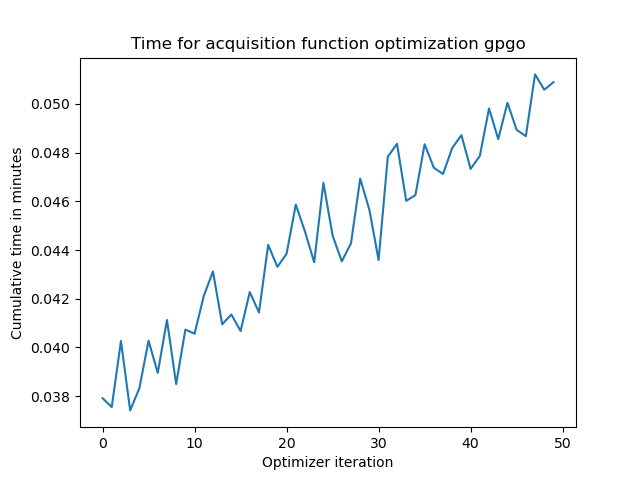 Time for acquisition function optimization gpgo
0.050
0.048
0.046
0.044
0.042
0.040
0.038
Cumulative time in minutes
0 10 20 30 40 50
Optimizer iteration